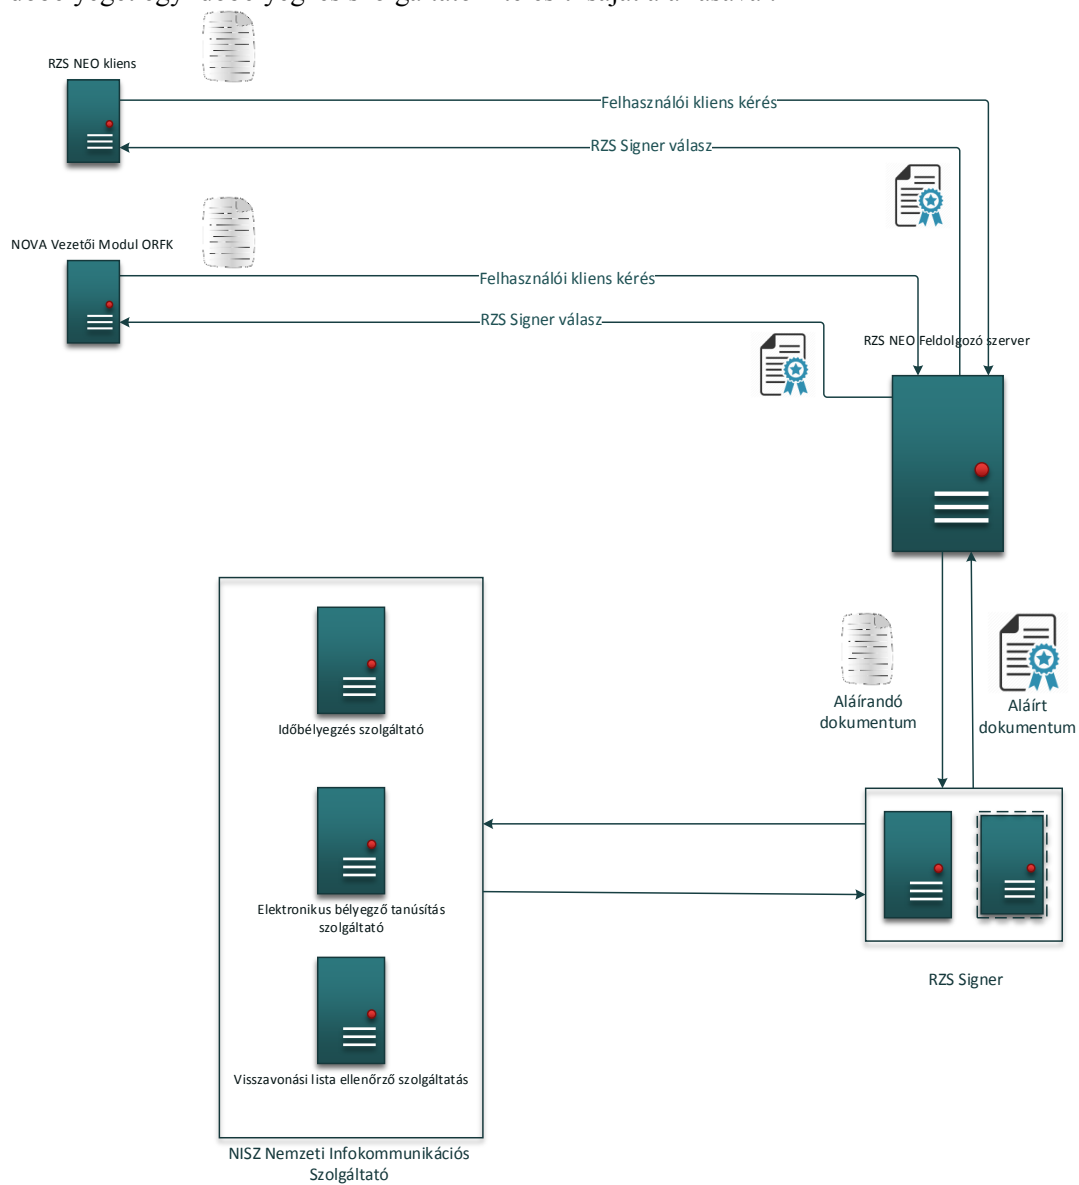 RZS NEO kliens
Felhasználói kliens kérés
RZS Signer válasz
NOVA Vezetői Modul ORFK
Felhasználói kliens kérés
RZS Signer válasz
RZS NEO Feldolgozó szerver
Aláírandó
dokumentum
Aláírt
dokumentum
Időbélyegzés szolgáltató
Elektronikus bélyegző tanúsítás
szolgáltató
RZS Signer
Visszavonási lista ellenőrző szolgáltatás
NISZ Nemzeti Infokommunikációs
Szolgáltató